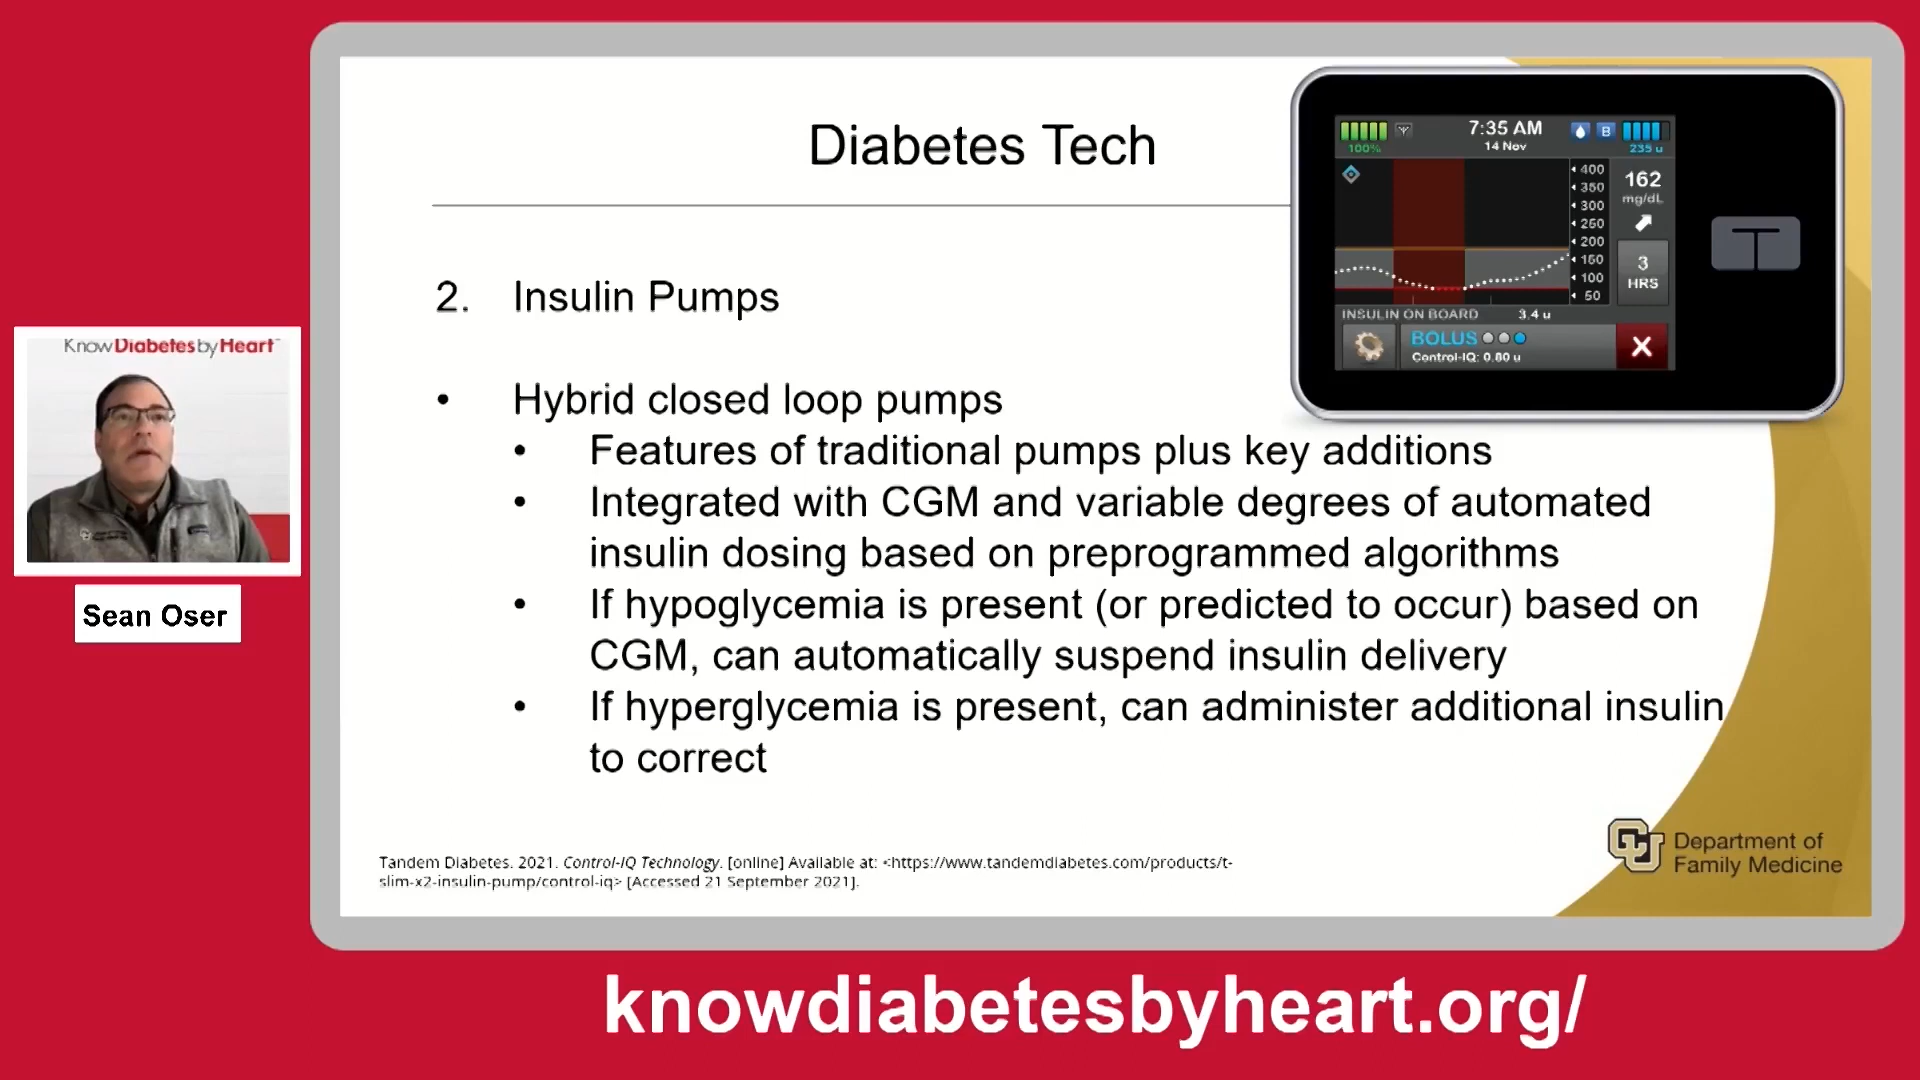 Know Diabetes by Heart
Sean Oser
Diabetes Tech
2. Insulin Pumps
• Hybrid closed loop pumps
• Features of traditional pumps plus key additions
• Integrated with CGM and variable degrees of automated
insulin dosing based on preprogrammed algorithms
• If hypoglycemia is present (or predicted to occur) based on
CGM, can automatically suspend insulin delivery
• If hyperglycemia is present, can administer additional insulin
to correct
100%
7:35 AM
14 Nov
B
235 u
400
350
300
250
200
150
100
50
162
mg/dL
3
HRS
INSULIN ON BOARD 3.4 u
BOLUS
Control-IQ: 0.80 u
X
T
Tandem Diabetes. 2021. Control-IQ Technology. [online] Available at: <https://www.tandemdiabetes.com/products/t-
slim-x2-insulin-pump/control-iq> [Accessed 21 September 2021].
CU
Department of
Family Medicine
knowdiabetesbyheart.org/